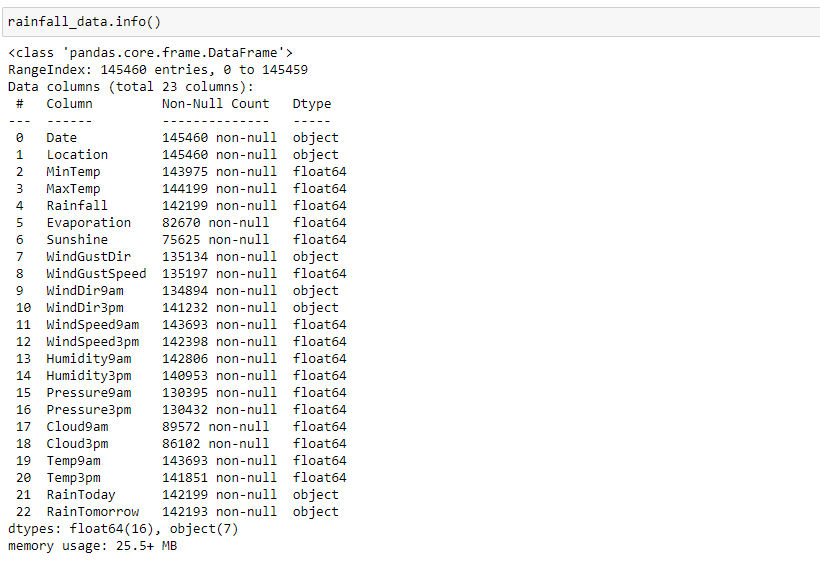 rainfall_data.info()
<class 'pandas.core.frame.DataFrame'>
RangeIndex: 145460 entries, 0 to 145459
Data columns (total 23 columns):
 #   Column         Non-Null Count   Dtype
---  ------         --------------   -----
 0   Date           145460 non-null  object
 1   Location       145460 non-null  object
 2   MinTemp        143975 non-null  float64
 3   MaxTemp        144199 non-null  float64
 4   Rainfall       142199 non-null  float64
 5   Evaporation    82670 non-null   float64
 6   Sunshine       75625 non-null   float64
 7   WindGustDir    135134 non-null  object
 8   WindGustSpeed  135197 non-null  float64
 9   WindDir9am     134894 non-null  object
 10  WindDir3pm     141232 non-null  object
 11  WindSpeed9am   143693 non-null  float64
 12  WindSpeed3pm   142398 non-null  float64
 13  Humidity9am    142806 non-null  float64
 14  Humidity3pm    140953 non-null  float64
 15  Pressure9am    130395 non-null  float64
 16  Pressure3pm    130432 non-null  float64
 17  Cloud9am       89572 non-null   float64
 18  Cloud3pm       86102 non-null   float64
 19  Temp9am        143693 non-null  float64
 20  Temp3pm        141851 non-null  float64
 21  RainToday      142199 non-null  object
 22  RainTomorrow   142193 non-null  object
dtypes: float64(16), object(7)
memory usage: 25.5+ MB